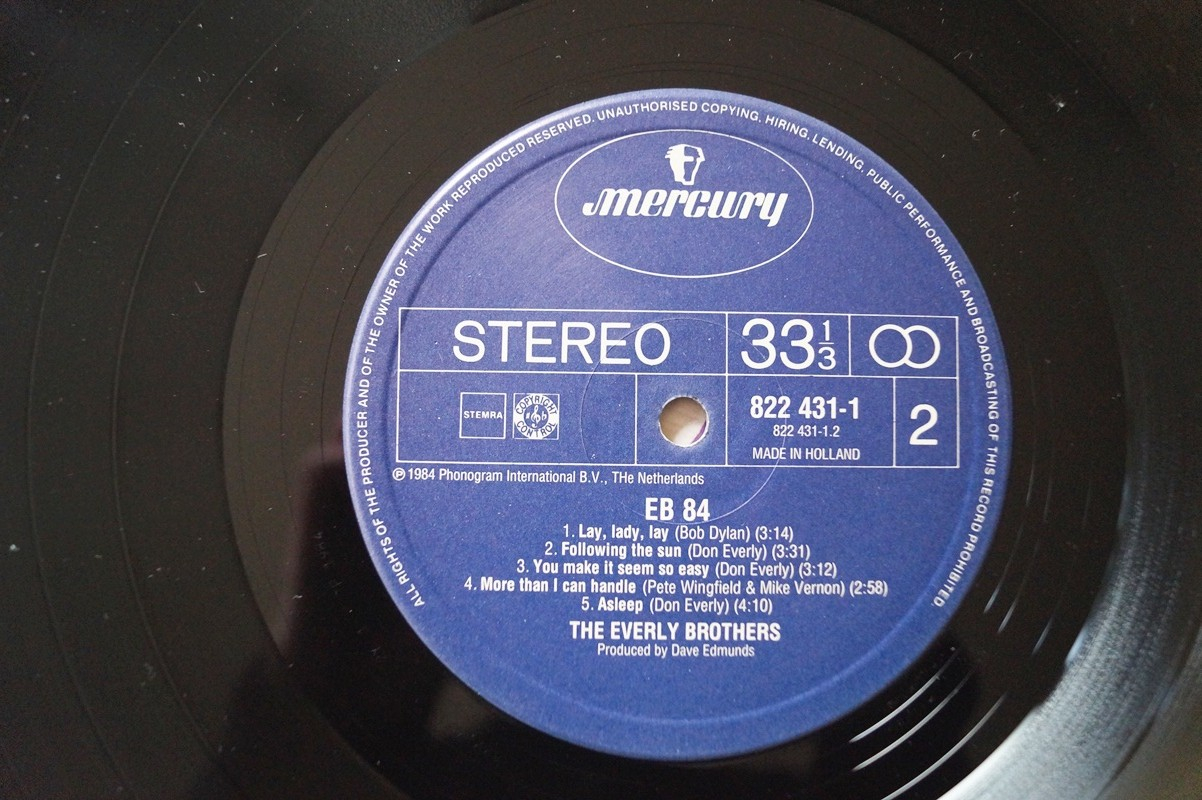 ALL RIGHTS OF THE PRODUCER AND OF THE OWNER OF THE WORK REPRODUCED RESERVED. UNAUTHORISED COPYING, HIRING, LENDING, PUBLIC PERFORMANCE AND BROADCASTING OF THIS RECORD PROHIBITED.
mercury
STEREO
33 1/3
STEMRA
COPYRIGHT CONTROL
822 431-1
822 431-1.2
MADE IN HOLLAND
2
℗ 1984 Phonogram International B.V., THe Netherlands
EB 84
1. Lay, lady, lay (Bob Dylan) (3:14)
2. Following the sun (Don Everly) (3:31)
3. You make it seem so easy (Don Everly) (3:12)
4. More than I can handle (Pete Wingfield & Mike Vernon) (2:58)
5. Asleep (Don Everly) (4:10)
THE EVERLY BROTHERS
Produced by Dave Edmunds